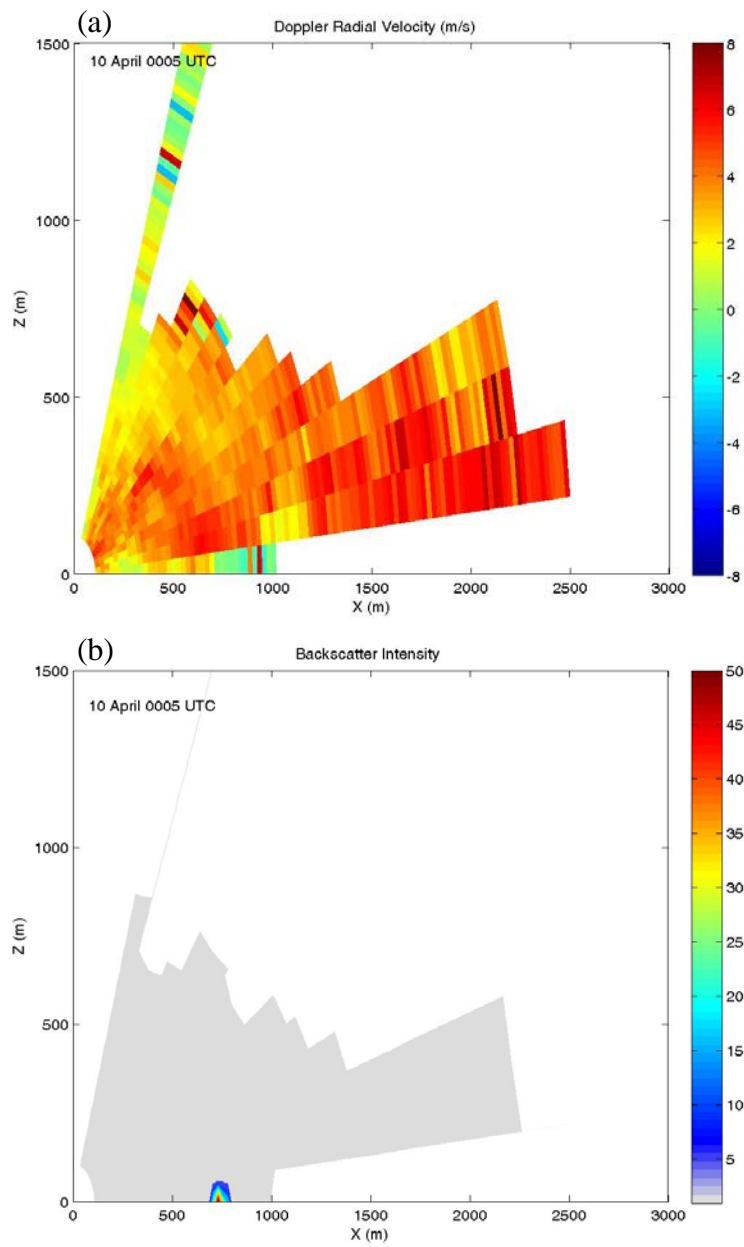 (a)
Doppler Radial Velocity (m/s)
10 April 0005 UTC
1500
1000
500
0
Z (m)
0 500 1000 1500 2000 2500 3000
X (m)
8
6
4
2
0
-2
-4
-6
-8
(b)
Backscatter Intensity
10 April 0005 UTC
1500
1000
500
0
Z (m)
0 500 1000 1500 2000 2500 3000
X (m)
50
45
40
35
30
25
20
15
10
5